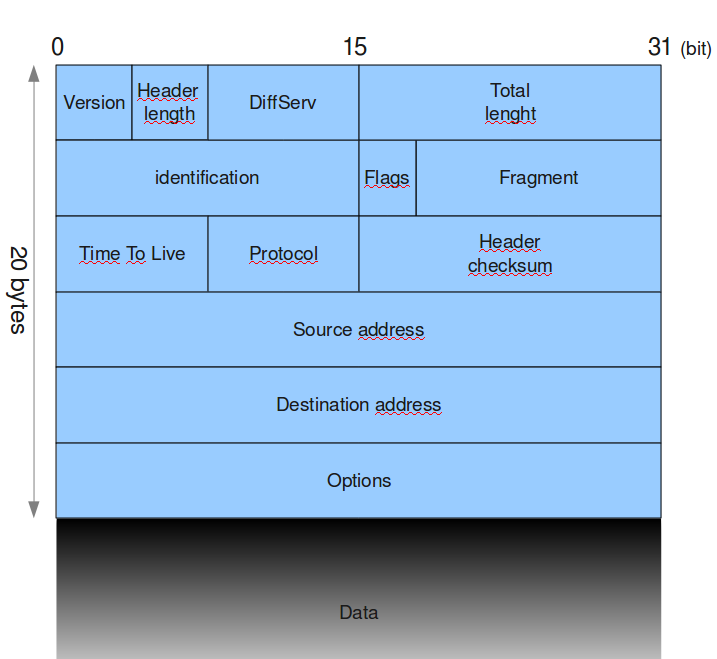 0 15 31 (bit)
Version Header length DiffServ Total lenght
identification Flags Fragment
Time To Live Protocol Header checksum
Source address
Destination address
Options
20 bytes
Data